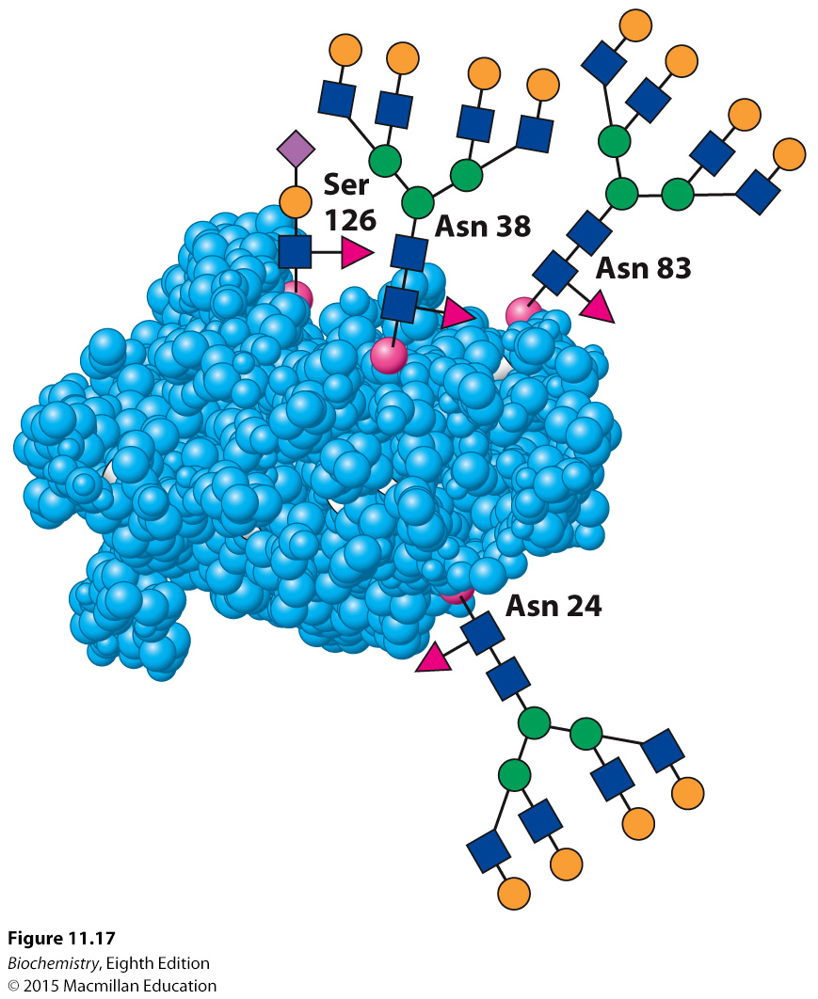 Ser
126
Asn 38
Asn 83
Asn 24
Figure 11.17
Biochemistry, Eighth Edition
© 2015 Macmillan Education